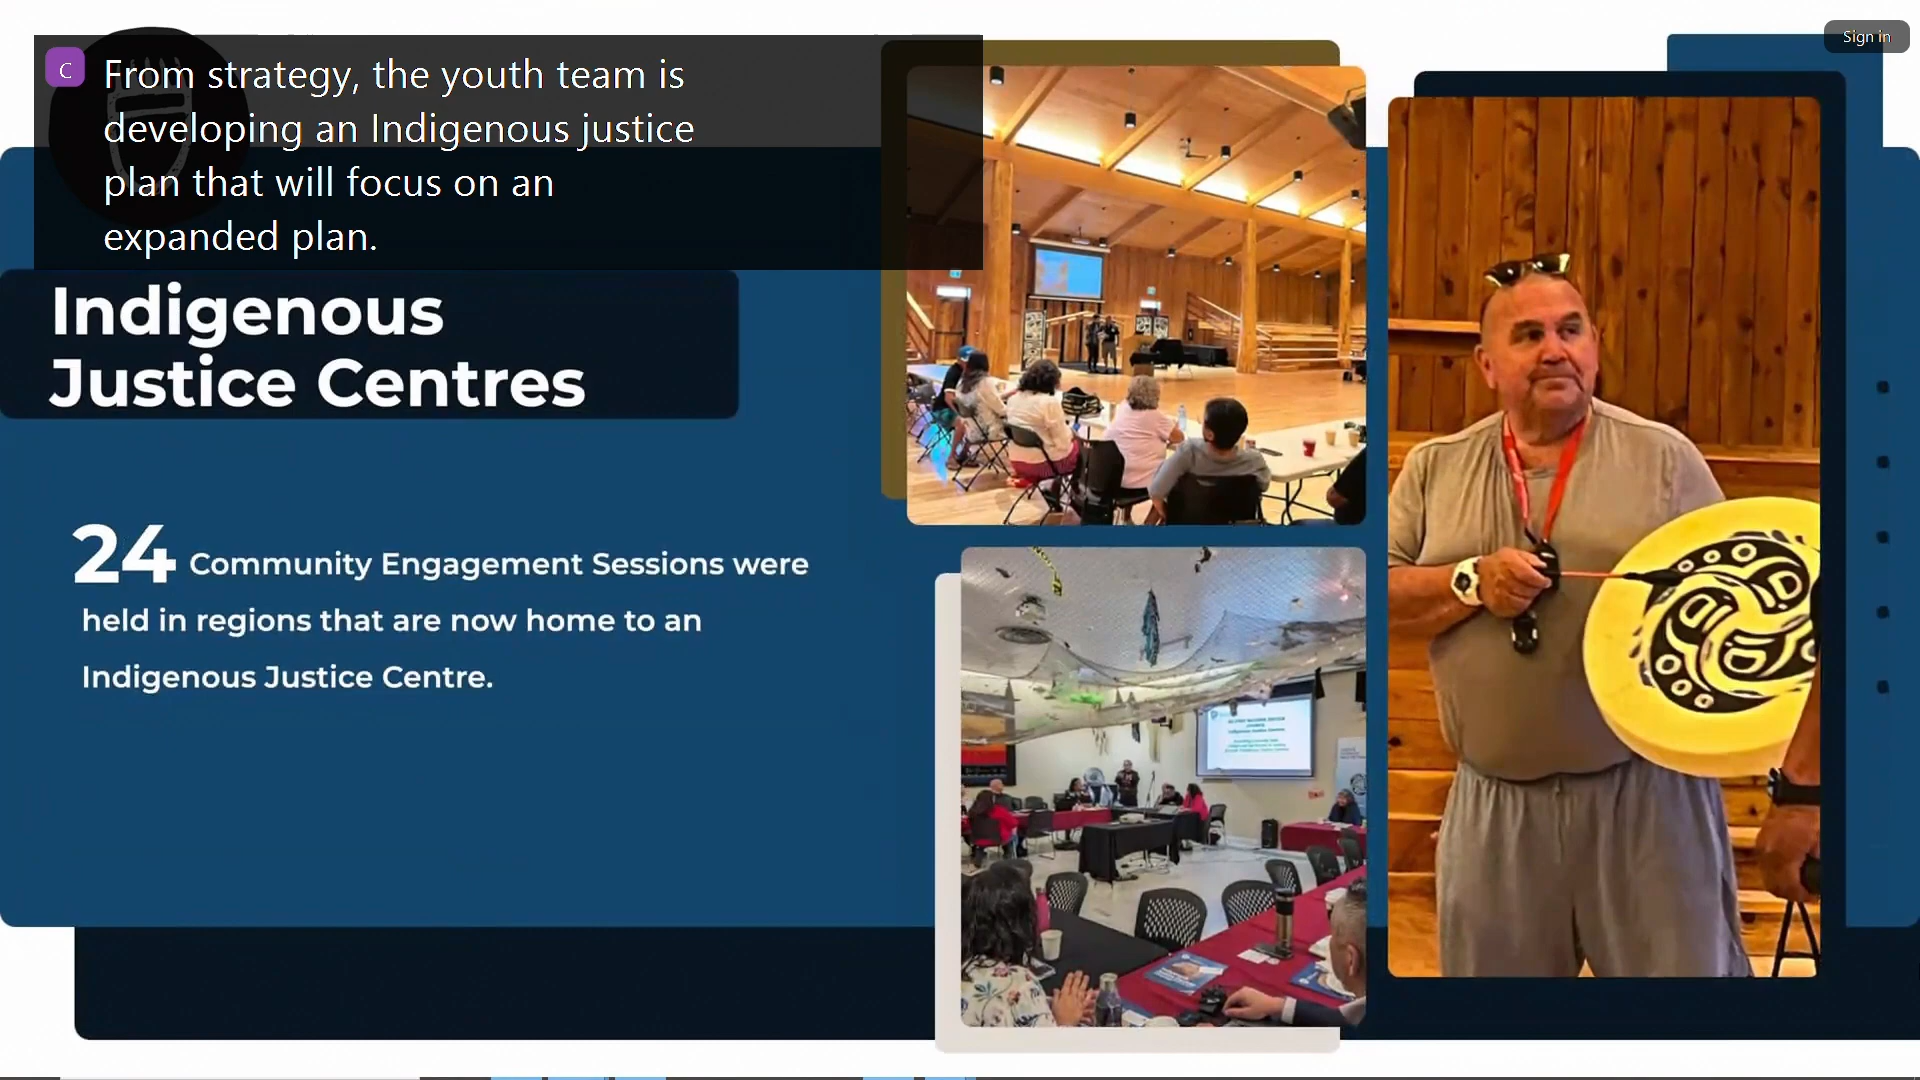 Sign in
C
From strategy, the youth team is
developing an Indigenous justice
plan that will focus on an
expanded plan.
Indigenous
Justice Centres
24 Community Engagement Sessions were
held in regions that are now home to an
Indigenous Justice Centre.